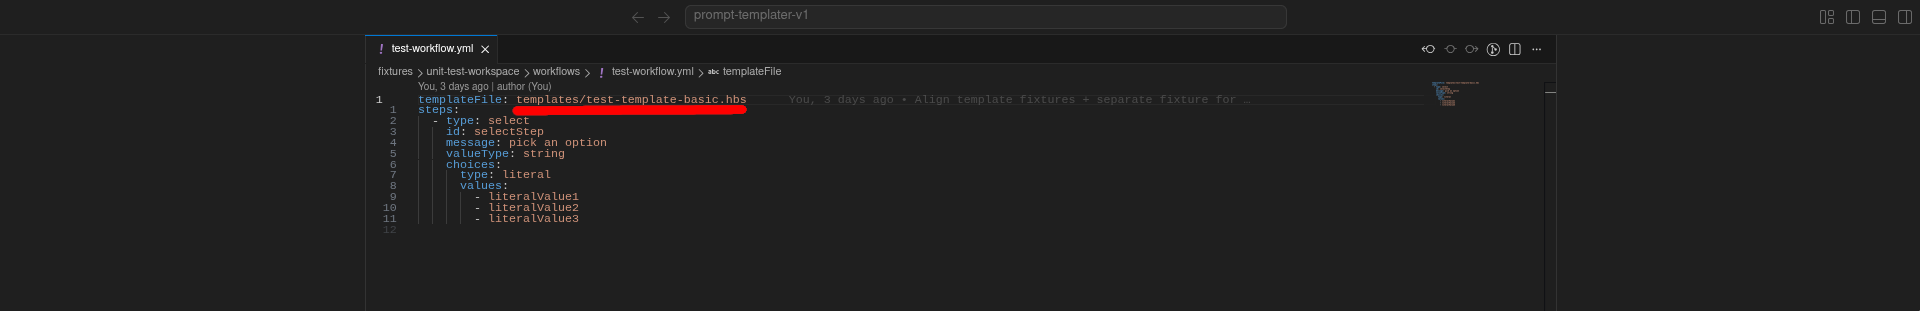 prompt-templater-v1
! test-workflow.yml
fixtures > unit-test-workspace > workflows > ! test-workflow.yml > abc templateFile
You, 3 days ago | author (You)
1 templateFile: templates/test-template-basic.hbs You, 3 days ago • Align template fixtures + separate fixture for …
1 steps:
2 - type: select
3 id: selectStep
4 message: pick an option
5 valueType: string
6 choices:
7 type: literal
8 values:
9 - literalValue1
10 - literalValue2
11 - literalValue3
12